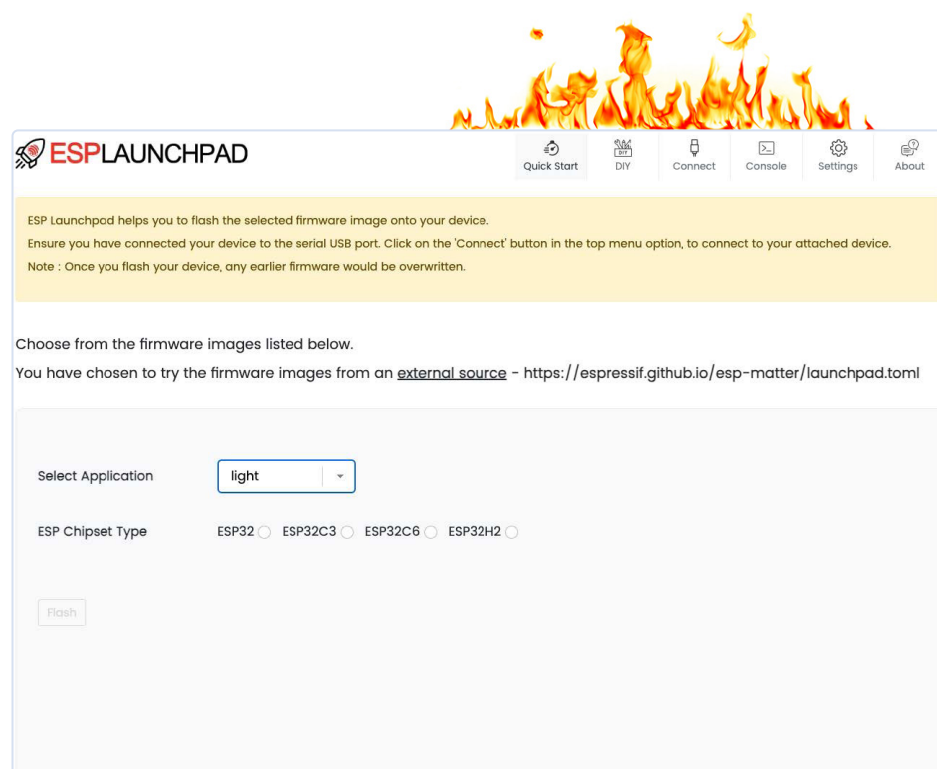 ESPLAUNCHPAD
Quick Start
DIY
DIY
Connect
Console
Settings
About
ESP Launchpad helps you to flash the selected firmware image onto your device.
Ensure you have connected your device to the serial USB port. Click on the 'Connect' button in the top menu option, to connect to your attached device.
Note : Once you flash your device, any earlier firmware would be overwritten.
Choose from the firmware images listed below.
You have chosen to try the firmware images from an external source - https://espressif.github.io/esp-matter/launchpad.toml
Select Application
light
ESP Chipset Type
ESP32
ESP32C3
ESP32C6
ESP32H2
Flash